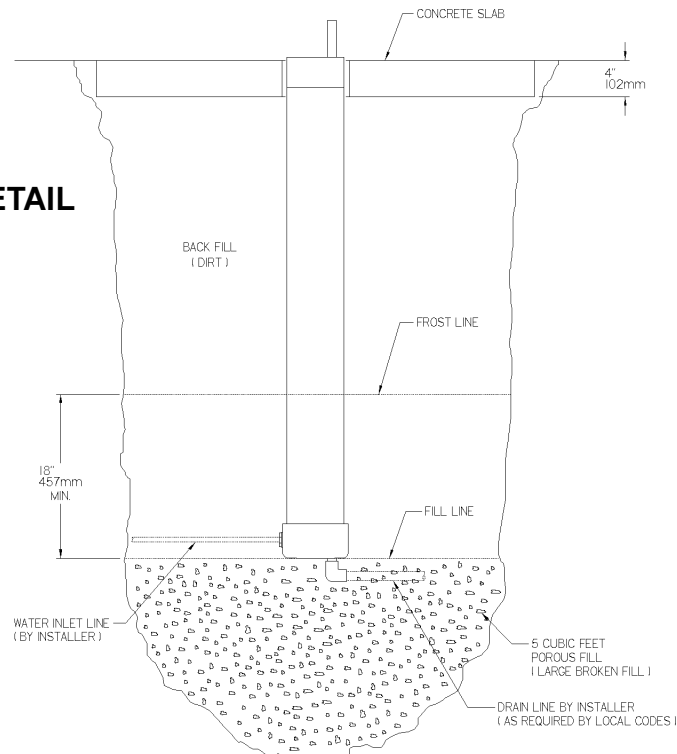 CONCRETE SLAB
4"
102mm
ETAIL
BACK FILL
( DIRT )
FROST LINE
18"
457mm
MIN.
FILL LINE
WATER INLET LINE
( BY INSTALLER )
5 CUBIC FEET
POROUS FILL
( LARGE BROKEN FILL )
DRAIN LINE BY INSTALLER
( AS REQUIRED BY LOCAL CODES )